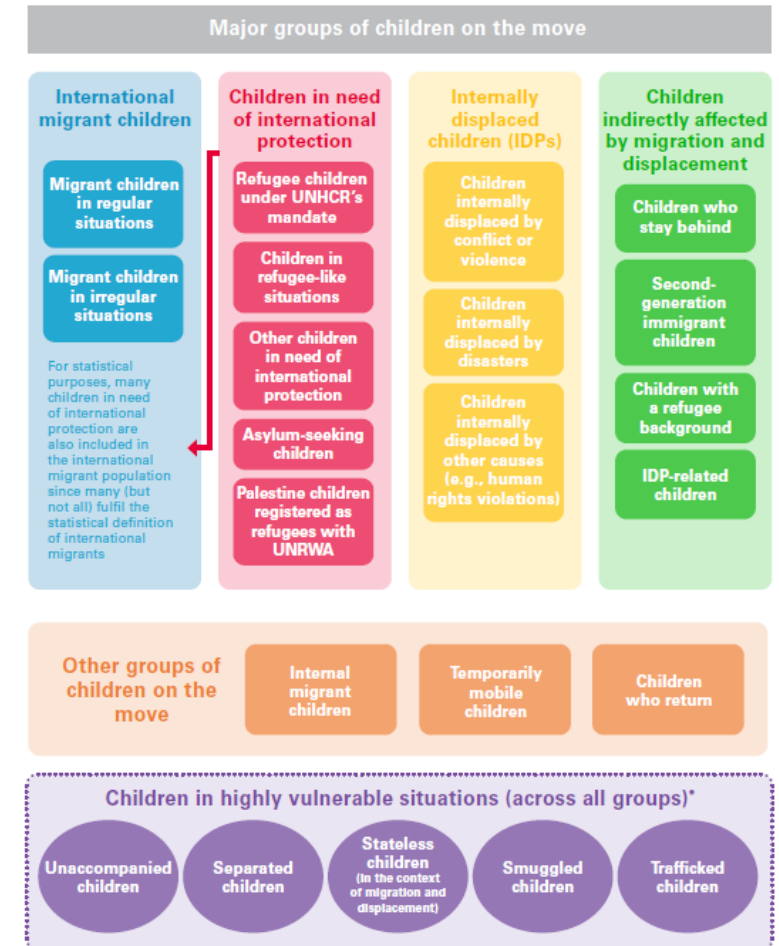 Major groups of children on the move
International
migrant children
Migrant children
in regular
situations
Migrant children
in irregular
situations
For statistical
purposes, many
children in need
of international
protection are
also included in
the international
migrant population
since many (but
not all) fulfil the
statistical definition
of international
migrants
Children in need
of international
protection
Refugee children
under UNHCR's
mandate
Children in
refugee-like
situations
Other children
in need of
international
protection
Asylum-seeking
children
Palestine children
registered as
refugees with
UNRWA
Internally
displaced
children (IDPs)
Children
internally
displaced by
conflict or
violence
Children
internally
displaced by
disasters
Children
internally
displaced by
other causes
(e.g., human
rights violations)
Children
indirectly affected
by migration and
displacement
Children who
stay behind
Second-
generation
immigrant
children
Children with
a refugee
background
IDP-related
children
Other groups of
children on the
move
Internal
migrant
children
Temporarily
mobile
children
Children
who return
Children in highly vulnerable situations (across all groups)*
Unaccompanied
children
Separated
children
Stateless
children
(in the context
of migration and
displacement)
Smuggled
children
Trafficked
children